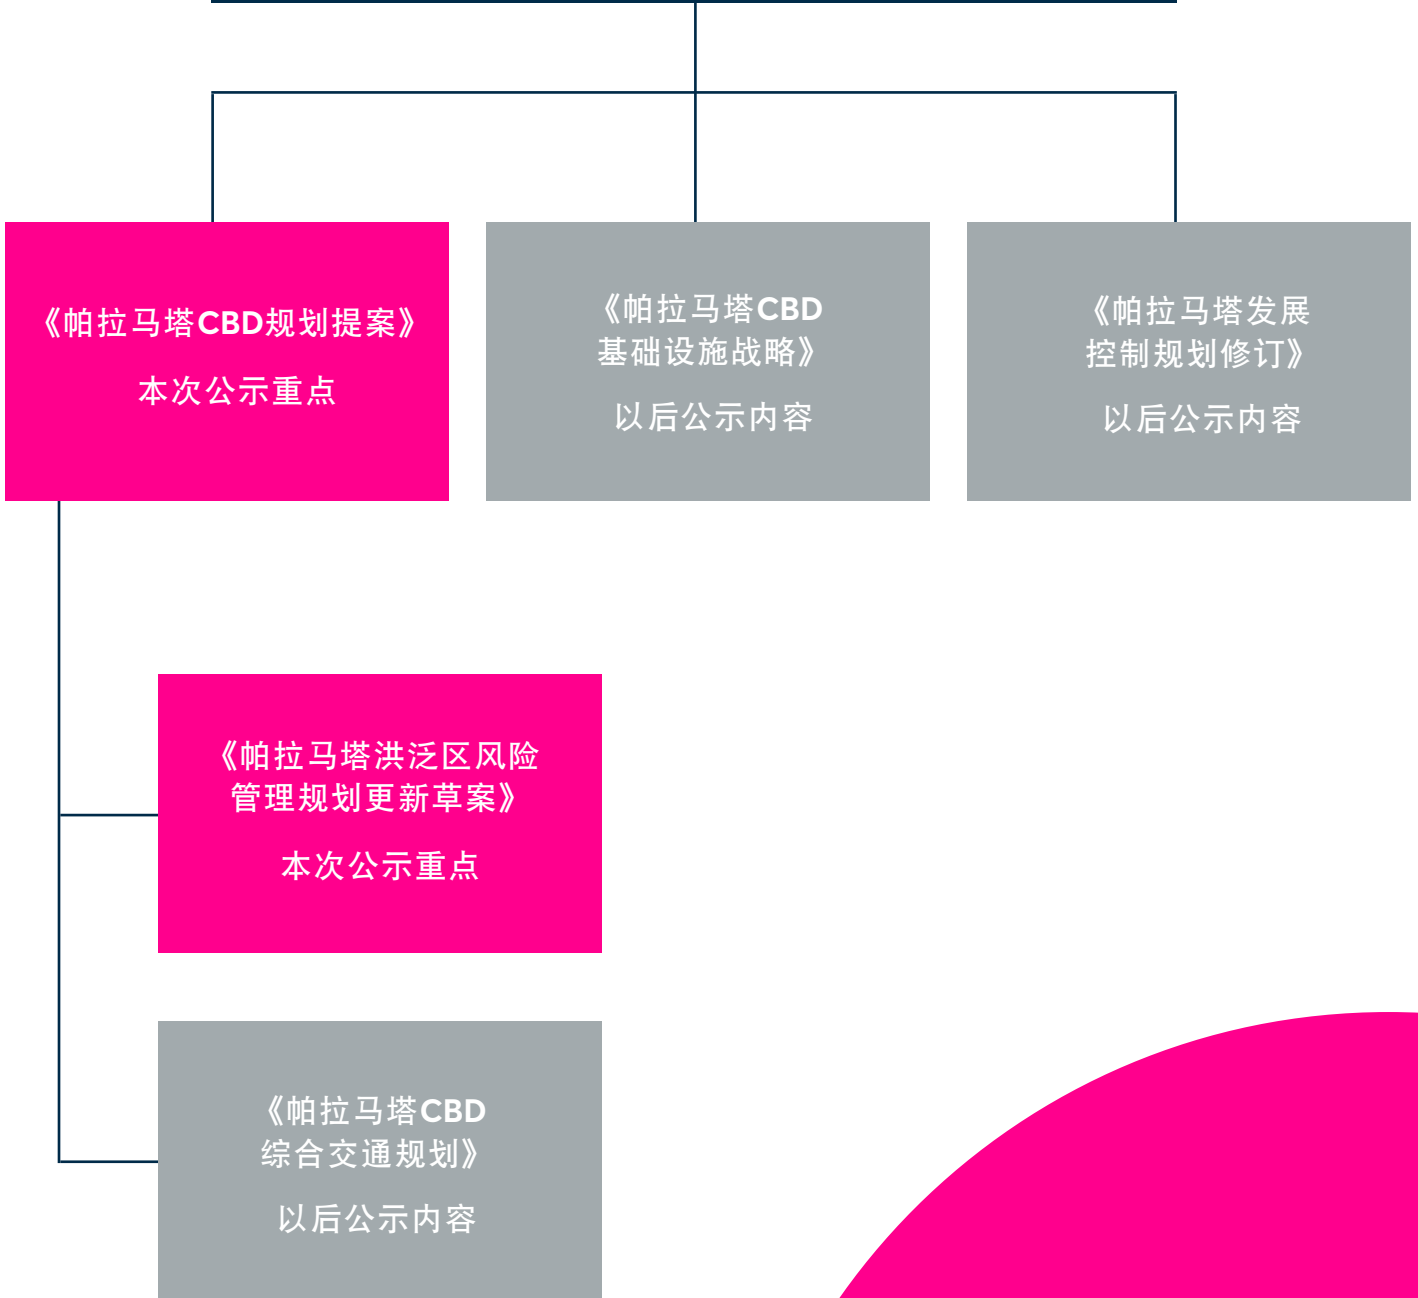 《帕拉马塔CBD规划提案》
本次公示重点
《帕拉马塔CBD
基础设施战略》
以后公示内容
《帕拉马塔发展
控制规划修订》
以后公示内容
《帕拉马塔洪泛区风险
管理规划更新草案》
本次公示重点
《帕拉马塔CBD
综合交通规划》
以后公示内容